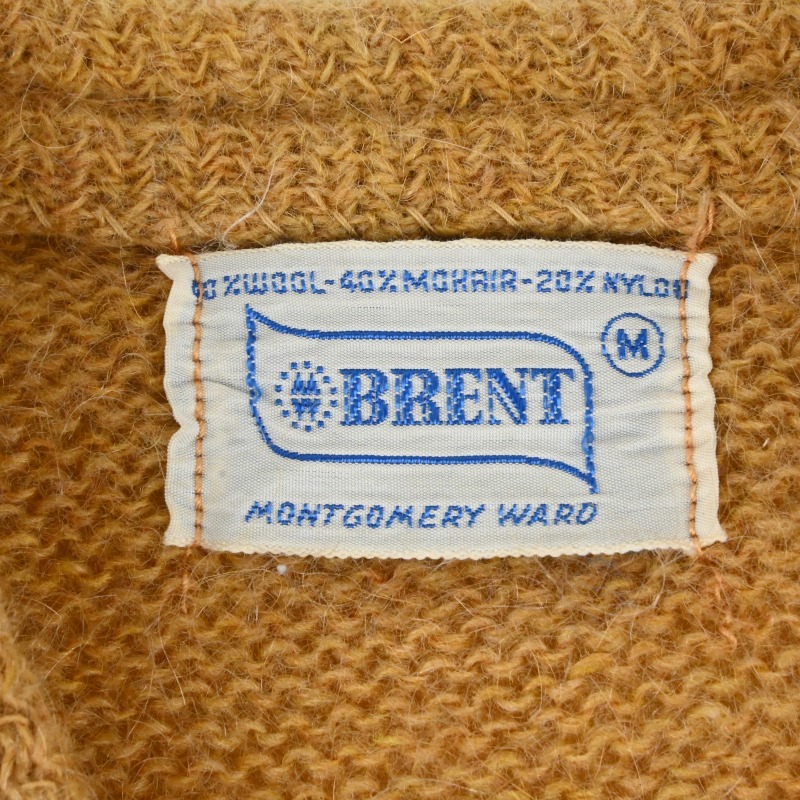 40%WOOL-40%MOHAIR-20% NYLON
M
BRENT
MONTGOMERY WARD